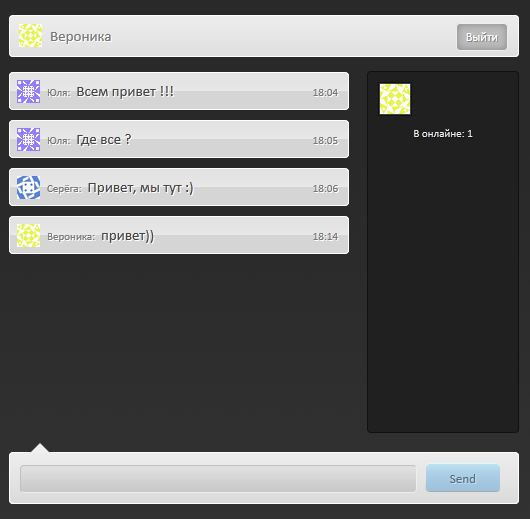 Вероника
Выйти
Юля: Всем привет !!! 18:04
Юля: Где все ? 18:05
Серёга: Привет, мы тут :) 18:06
Вероника: привет)) 18:14
В онлайне: 1
Send